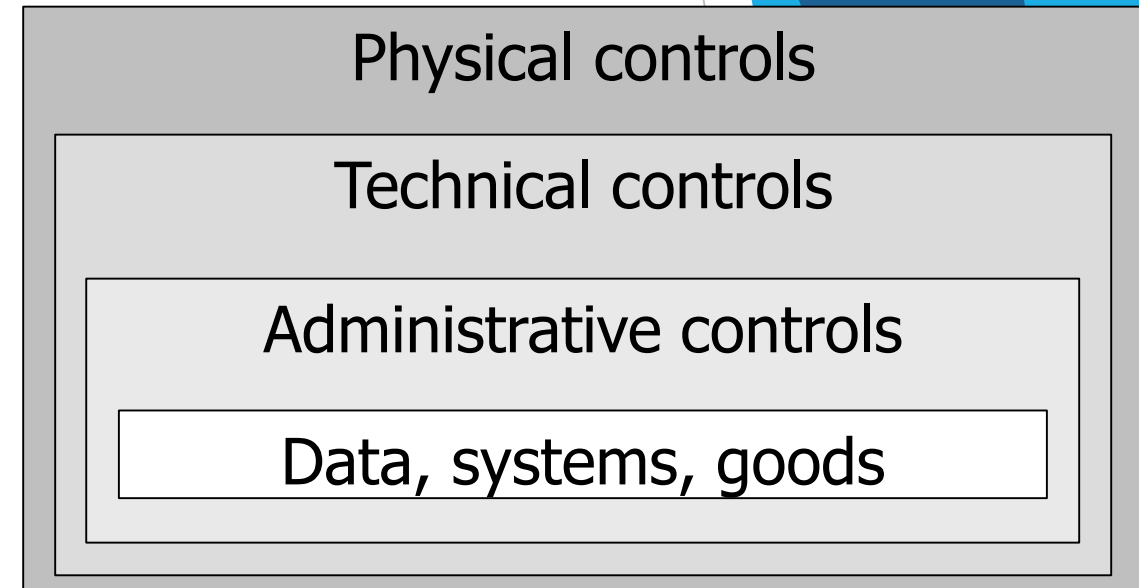 Physical controls
Technical controls
Administrative controls
Data, systems, goods